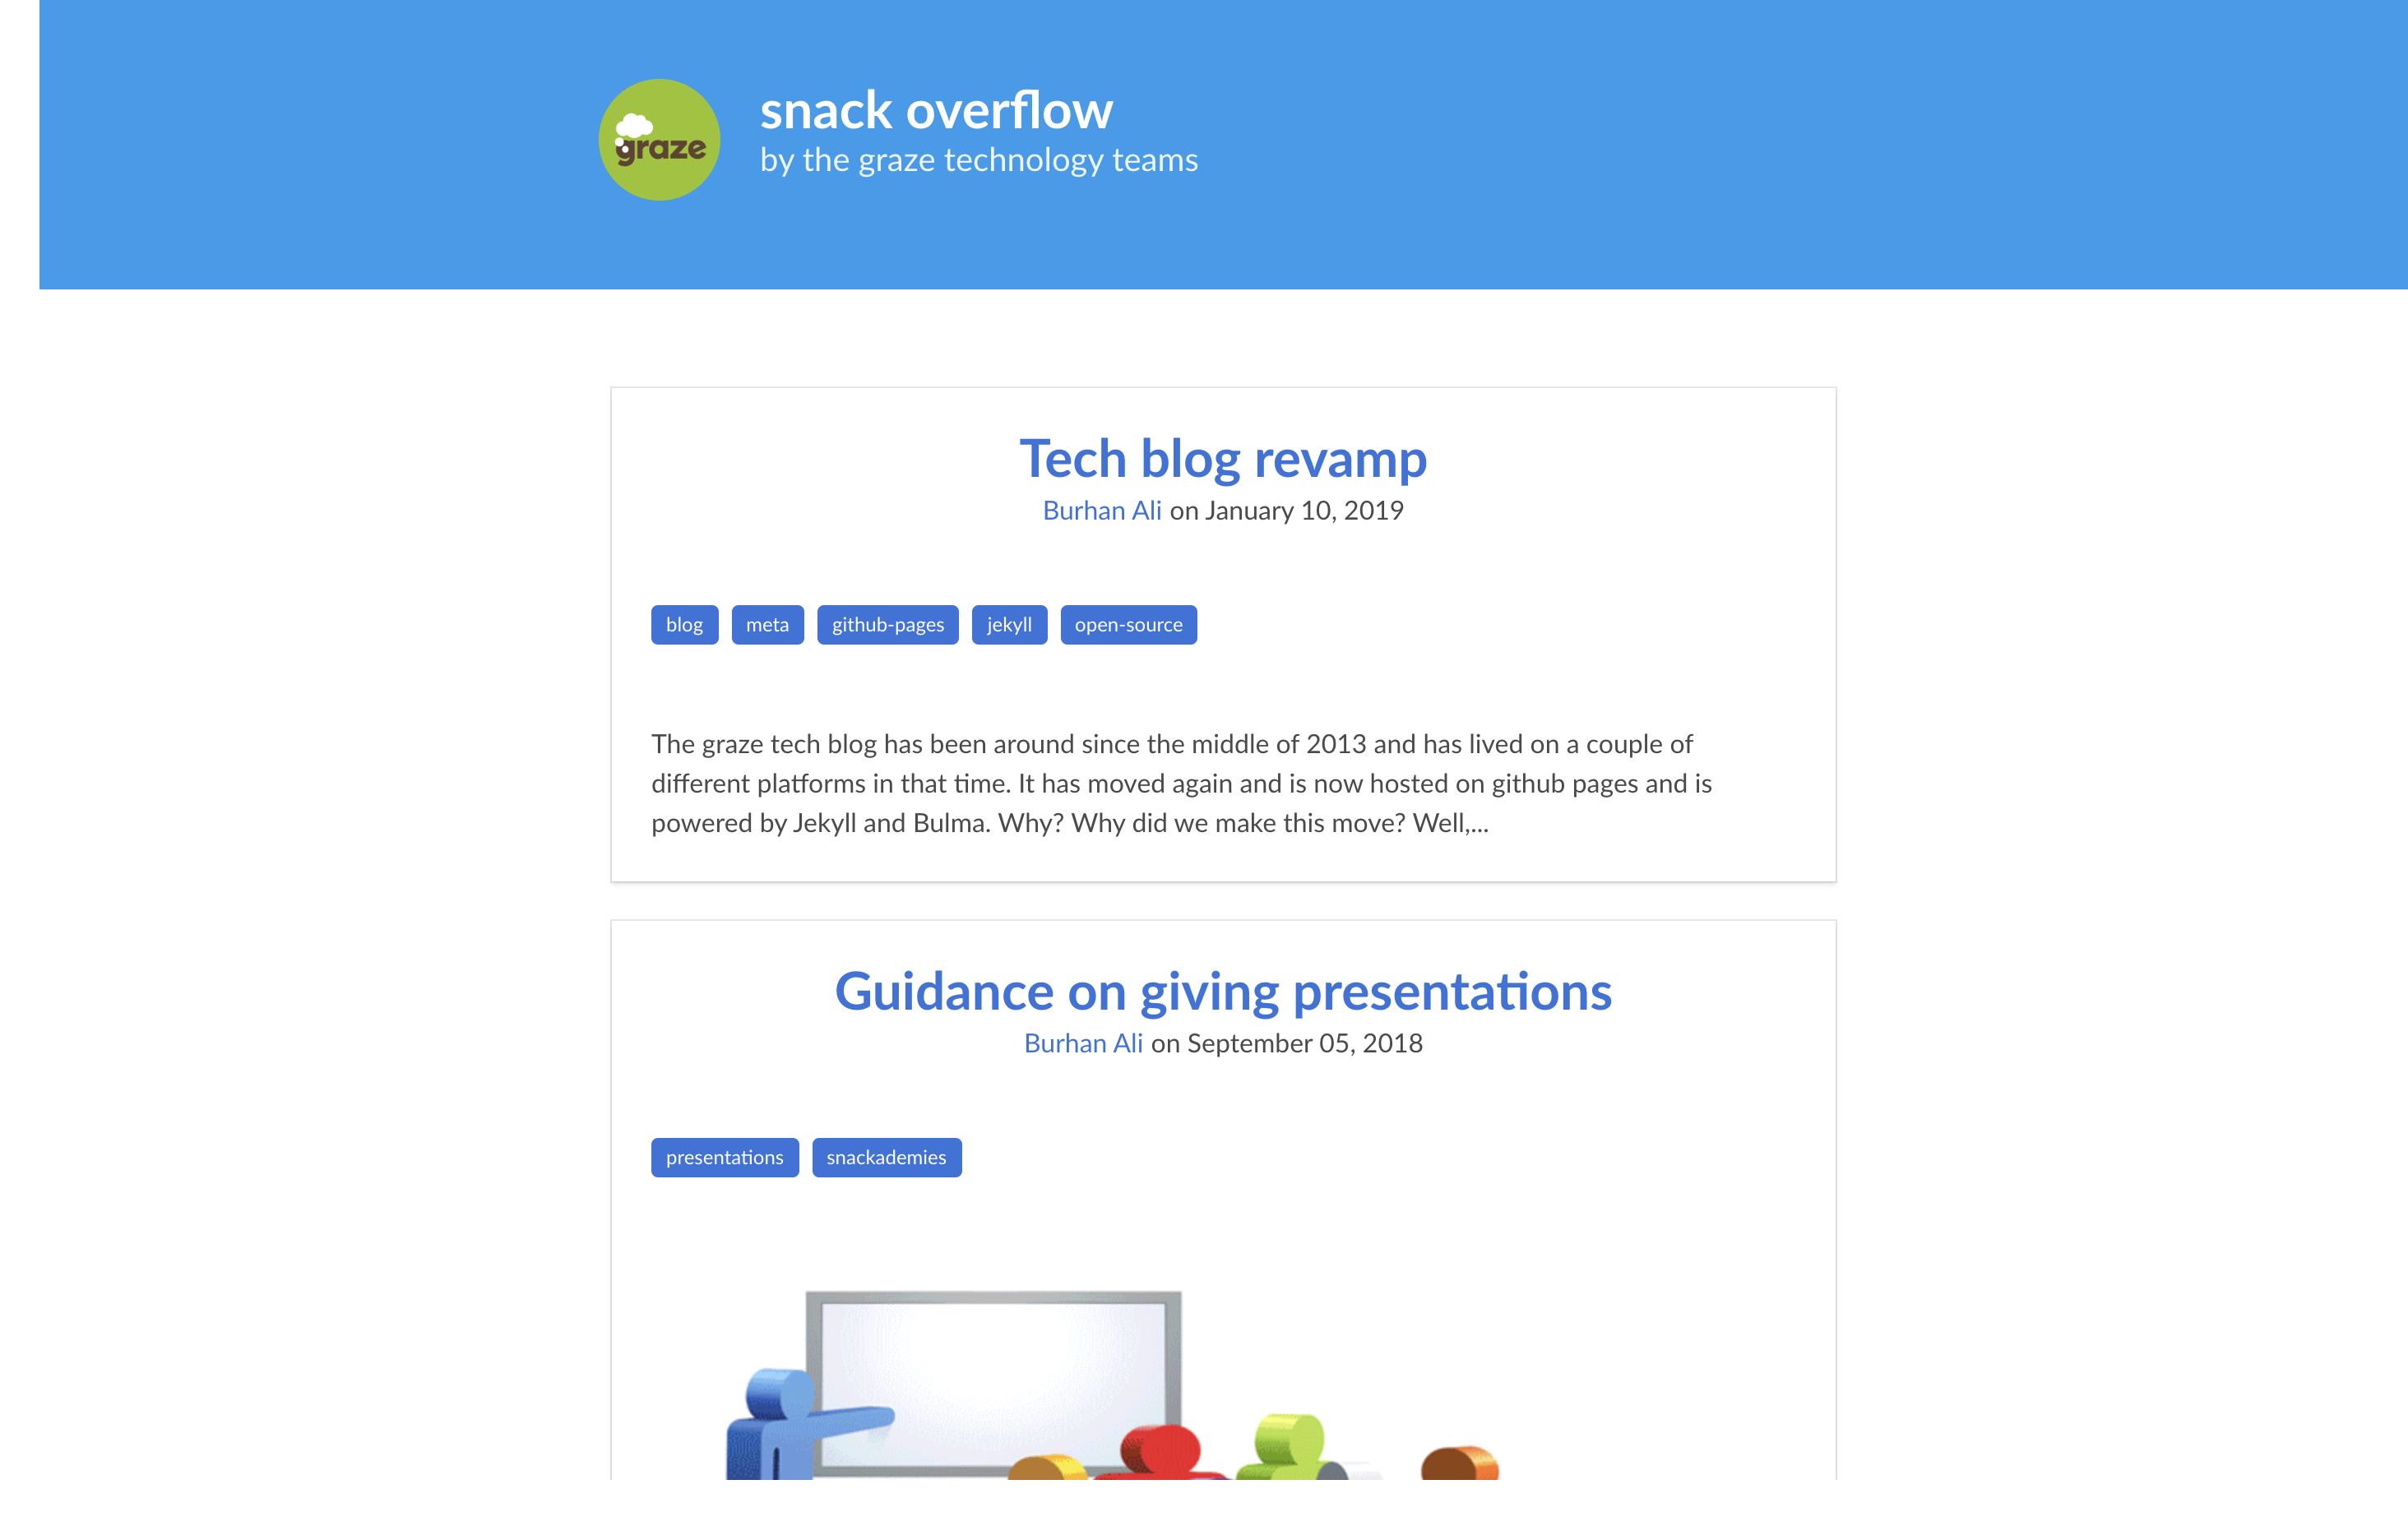 graze
snack overflow
by the graze technology teams
Tech blog revamp
Burhan Ali on January 10, 2019
blog meta github-pages jekyll open-source
The graze tech blog has been around since the middle of 2013 and has lived on a couple of
different platforms in that time. It has moved again and is now hosted on github pages and is
powered by Jekyll and Bulma. Why? Why did we make this move? Well,...
Guidance on giving presentations
Burhan Ali on September 05, 2018
presentations snackademies